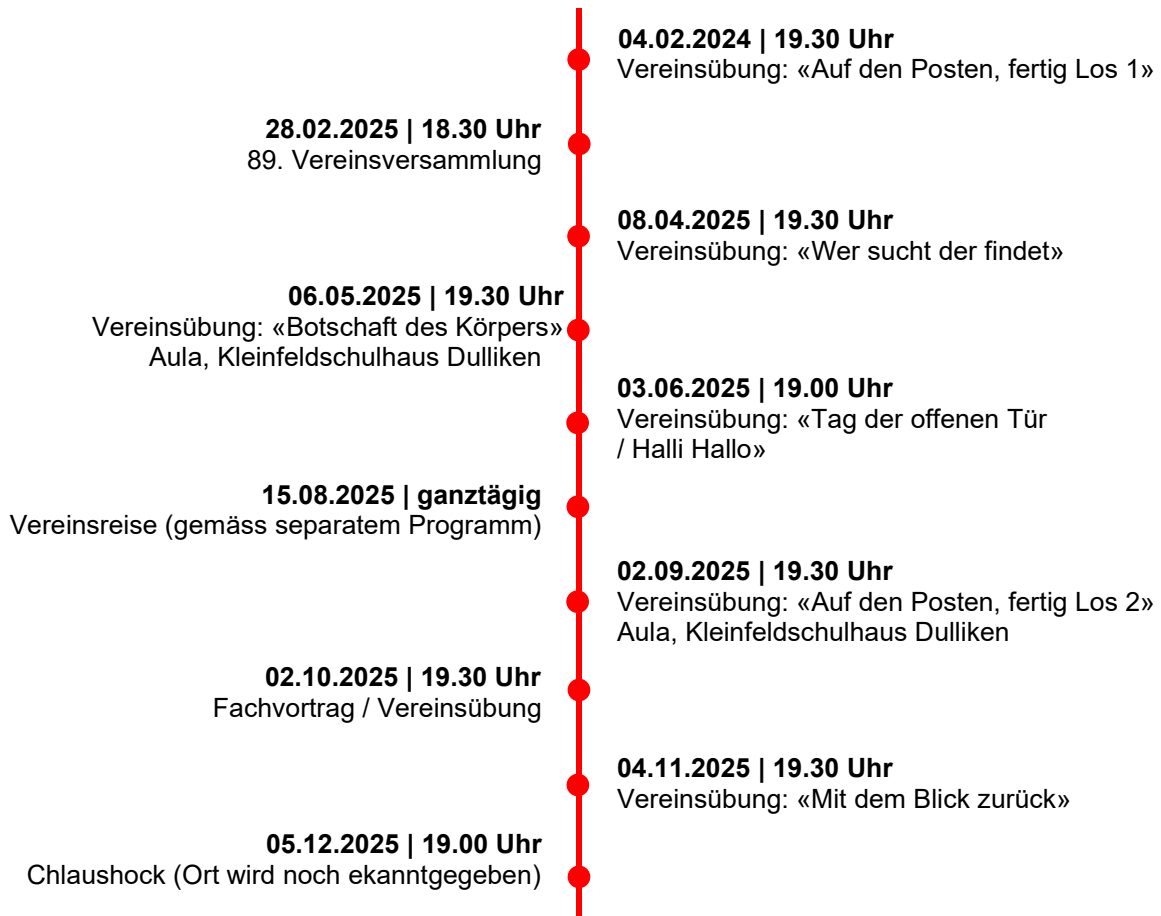 04.02.2024 | 19.30 Uhr
Vereinsübung: «Auf den Posten, fertig Los 1»
28.02.2025 | 18.30 Uhr
89. Vereinsversammlung
08.04.2025 | 19.30 Uhr
Vereinsübung: «Wer sucht der findet»
06.05.2025 | 19.30 Uhr
Vereinsübung: «Botschaft des Körpers»
Aula, Kleinfeldschulhaus Dulliken
03.06.2025 | 19.00 Uhr
Vereinsübung: «Tag der offenen Tür
/ Halli Hallo»
15.08.2025 | ganztägig
Vereinsreise (gemäss separatem Programm)
02.09.2025 | 19.30 Uhr
Vereinsübung: «Auf den Posten, fertig Los 2»
Aula, Kleinfeldschulhaus Dulliken
02.10.2025 | 19.30 Uhr
Fachvortrag / Vereinsübung
04.11.2025 | 19.30 Uhr
Vereinsübung: «Mit dem Blick zurück»
05.12.2025 | 19.00 Uhr
Chlaushock (Ort wird noch ekanntgegeben)